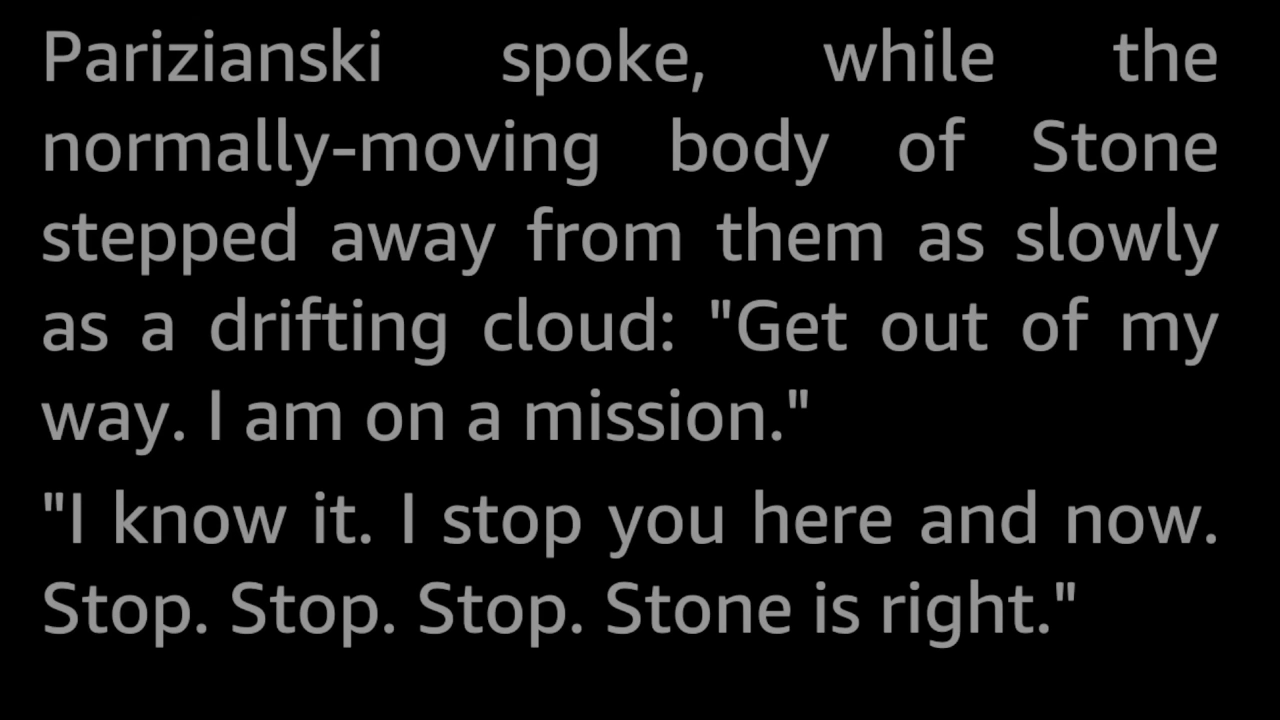 Parizianski spoke, while the
normally-moving body of Stone
stepped away from them as slowly
as a drifting cloud: "Get out of my
way. I am on a mission."
"I know it. I stop you here and now.
Stop. Stop. Stop. Stone is right."